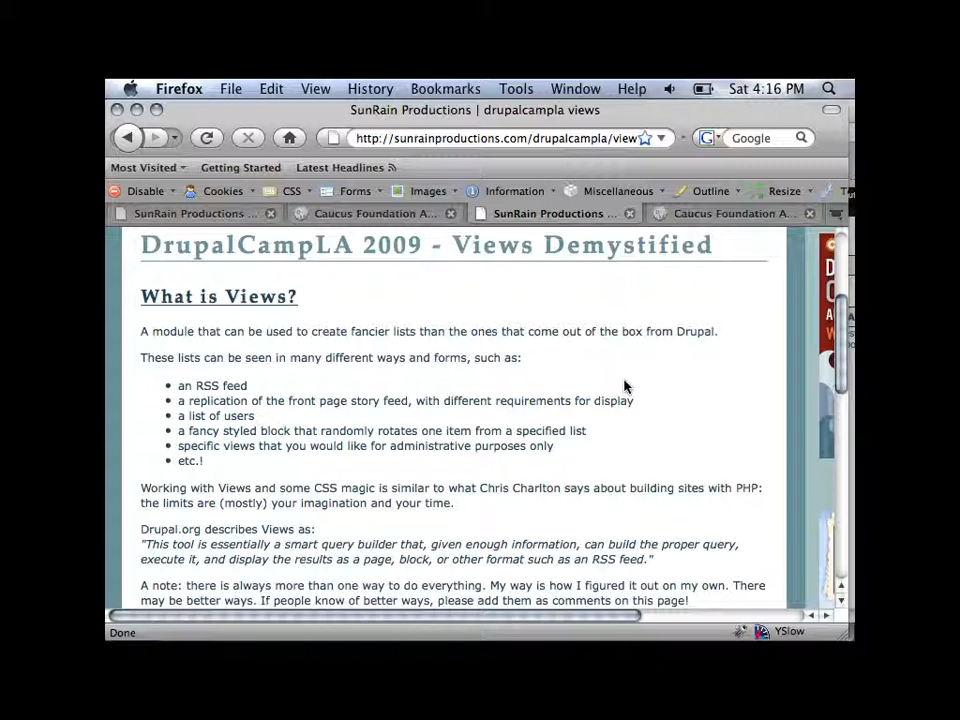 Firefox File Edit View History Bookmarks Tools Window Help Sat 4:16 PM
SunRain Productions | drupalcampla views
http://sunrainproductions.com/drupalcampla/view Google
Most Visited Getting Started Latest Headlines
Disable Cookies CSS Forms Images Information Miscellaneous Outline Resize
SunRain Productions ... Caucus Foundation A... SunRain Productions ... Caucus Foundation A...
DrupalCampLA 2009 - Views Demystified
What is Views?
A module that can be used to create fancier lists than the ones that come out of the box from Drupal.
These lists can be seen in many different ways and forms, such as:
• an RSS feed
• a replication of the front page story feed, with different requirements for display
• a list of users
• a fancy styled block that randomly rotates one item from a specified list
• specific views that you would like for administrative purposes only
• etc.!
Working with Views and some CSS magic is similar to what Chris Charlton says about building sites with PHP:
the limits are (mostly) your imagination and your time.
Drupal.org describes Views as:
"This tool is essentially a smart query builder that, given enough information, can build the proper query,
execute it, and display the results as a page, block, or other format such as an RSS feed."
A note: there is always more than one way to do everything. My way is how I figured it out on my own. There
may be better ways. If people know of better ways, please add them as comments on this page!
Done YSlow